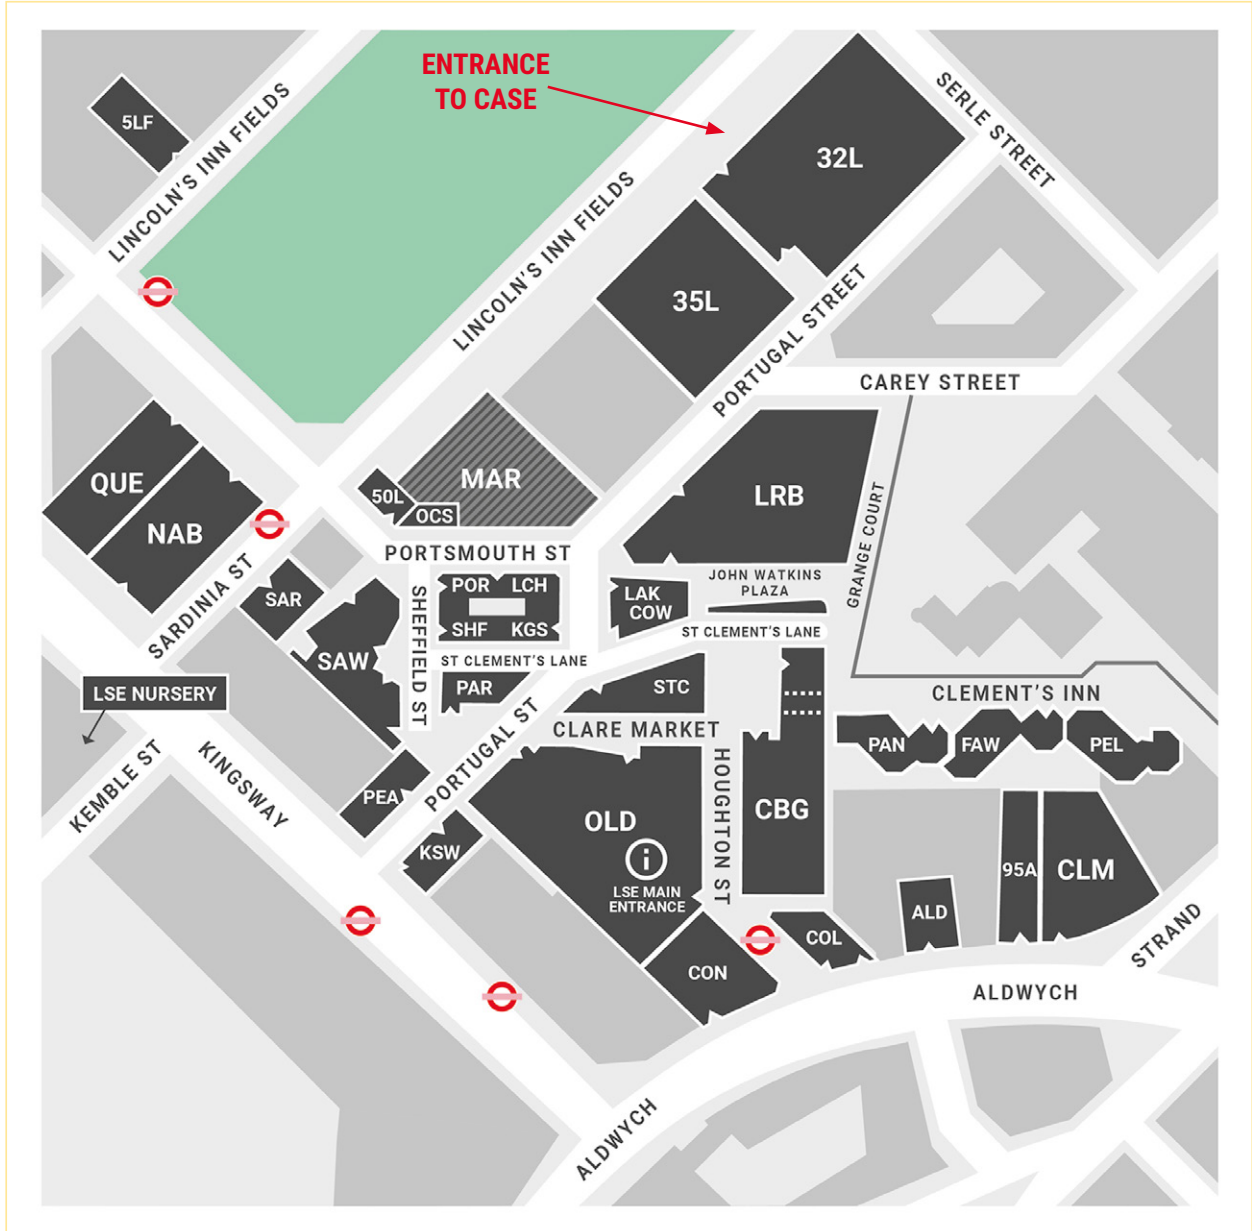 ENTRANCE
TO CASE
5LF
LINCOLN'S INN FIELDS
SERLE STREET
32L
LINCOLN'S INN FIELDS
35L
PORTUGAL STREET
CAREY STREET
QUE
NAB
50L
OCS
MAR
LRB
GRANGE COURT
PORTSMOUTH ST
SARDINIA ST
SAR
SAW
SHEFFIELD ST
POR
LCH
SHF
KGS
LAK
COW
JOHN WATKINS
PLAZA
ST CLEMENT'S LANE
ST CLEMENT'S LANE
PAR
STC
LSE NURSERY
CLEMENT'S INN
PORTUGAL ST
CLARE MARKET
PAN
FAW
PEL
KEMBLE ST
KINGSWAY
PEA
HOUGHTON ST
OLD
i
LSE MAIN
ENTRANCE
CBG
KSW
95A
CLM
ALD
COL
CON
STRAND
ALDWYCH
ALDWYCH